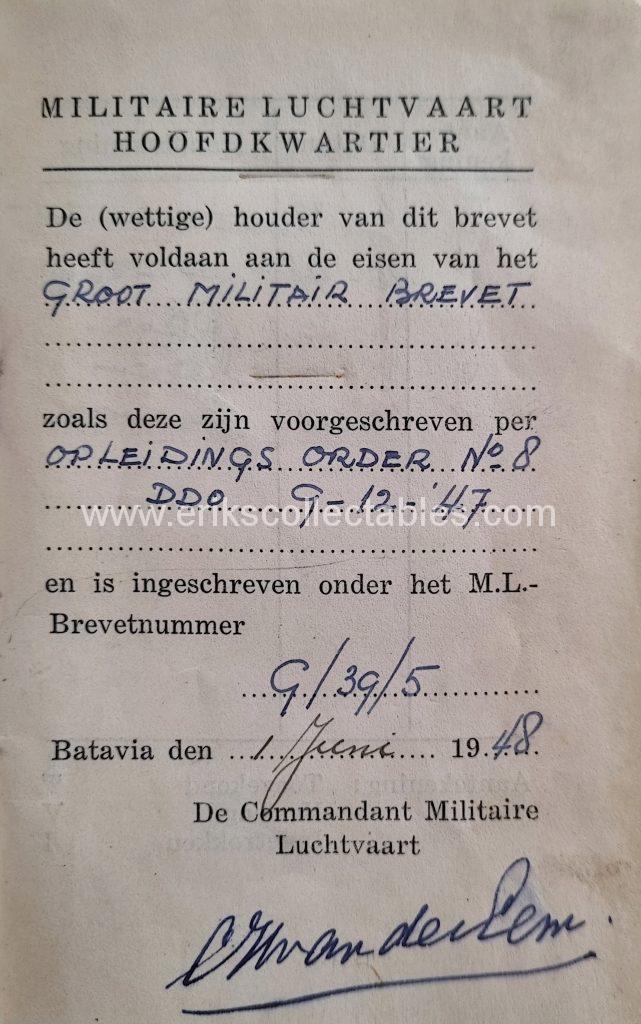 MILITAIRE LUCHTVAART
HOOFDKWARTIER
De (wettige) houder van dit brevet
heeft voldaan aan de eisen van het
GROOT MILITAIR BREVET
zoals deze zijn voorgeschreven per
OPLEIDINGS ORDER No 8
DDO 9-12-'47
www.erikscollectables.com
en is ingeschreven onder het M.L.-
Brevetnummer
G/39/5
Batavia den 1 Juni 1948.
De Commandant Militaire
Luchtvaart